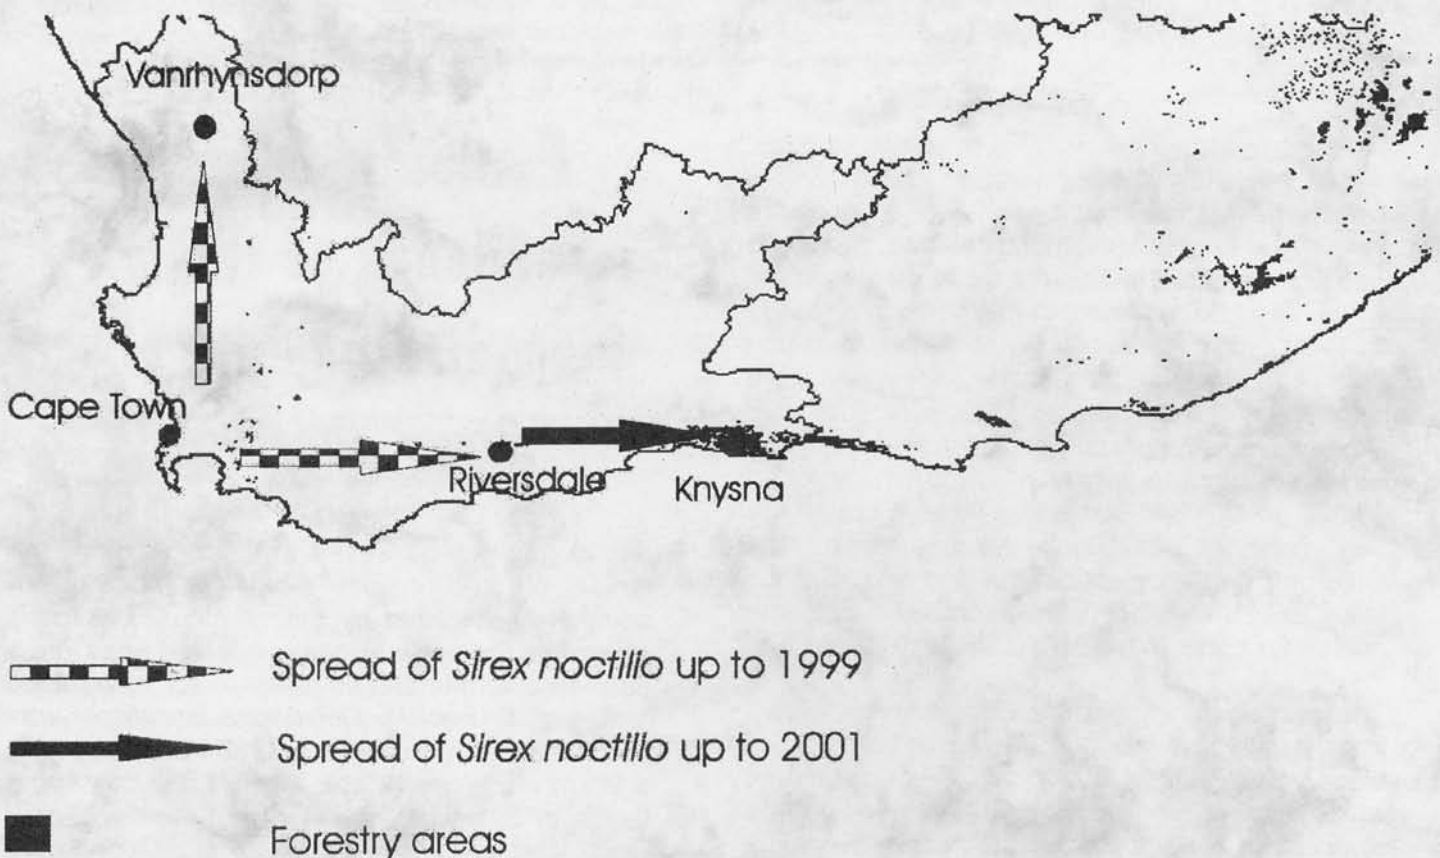 Vanrhynsdorp
Cape Town
Riversdale
Knysna
Spread of Sirex noctilio up to 1999
Spread of Sirex noctilio up to 2001
Forestry areas